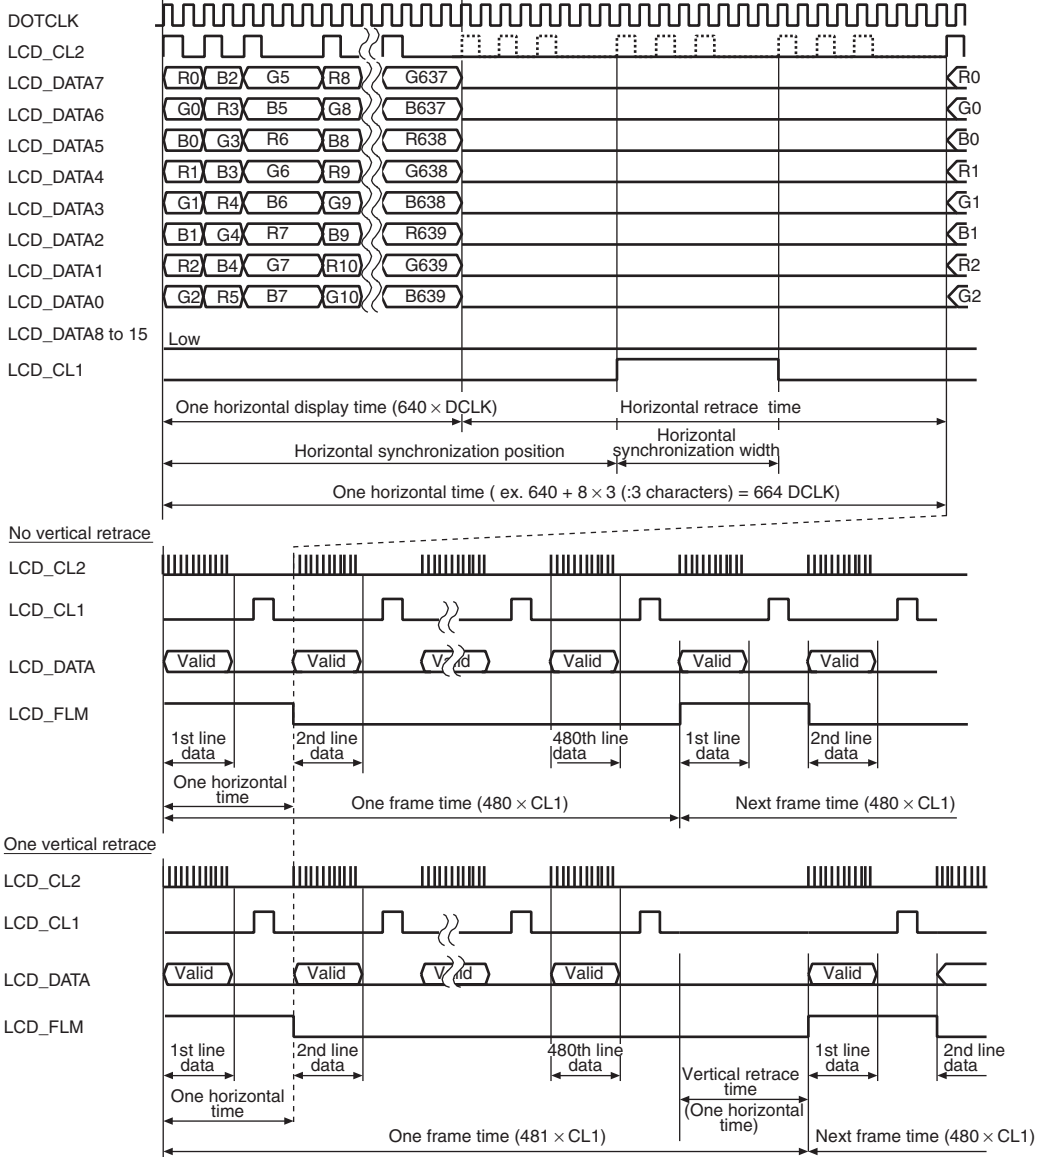 DOTCLK
LCD_CL2
LCD_DATA7 R0 B2 G5 R8 G637 R0
LCD_DATA6 G0 R3 B5 G8 B637 G0
LCD_DATA5 B0 G3 R6 B8 R638 B0
LCD_DATA4 R1 B3 G6 R9 G638 R1
LCD_DATA3 G1 R4 B6 G9 B638 G1
LCD_DATA2 B1 G4 R7 B9 R639 B1
LCD_DATA1 R2 B4 G7 R10 G639 R2
LCD_DATA0 G2 R5 B7 G10 B639 G2
LCD_DATA8 to 15 Low
LCD_CL1
One horizontal display time (640 × DCLK) Horizontal retrace time
Horizontal synchronization position Horizontal
synchronization width
One horizontal time ( ex. 640 + 8 × 3 (:3 characters) = 664 DCLK)
No vertical retrace
LCD_CL2
LCD_CL1
LCD_DATA Valid Valid Valid Valid Valid Valid
LCD_FLM
1st line data 2nd line data 480th line data 1st line data 2nd line data
One horizontal time
One frame time (480 × CL1) Next frame time (480 × CL1)
One vertical retrace
LCD_CL2
LCD_CL1
LCD_DATA Valid Valid Valid Valid Valid
LCD_FLM
1st line data 2nd line data 480th line data 1st line data 2nd line data
One horizontal time
Vertical retrace time
(One horizontal time)
One frame time (481 × CL1) Next frame time (480 × CL1)